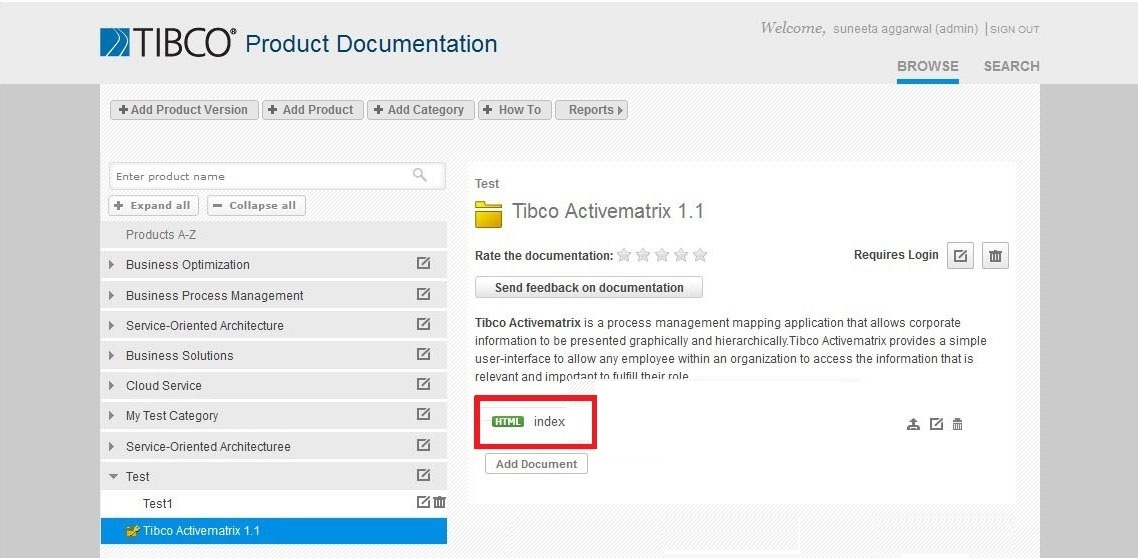 TIBCO® Product Documentation
Welcome, suneeta aggarwal (admin) | SIGN OUT
BROWSE SEARCH
+ Add Product Version + Add Product + Add Category + How To Reports
Enter product name
+ Expand all − Collapse all
Products A-Z
Business Optimization
Business Process Management
Service-Oriented Architecture
Business Solutions
Cloud Service
My Test Category
Service-Oriented Architecturee
Test
Test1
Tibco Activematrix 1.1
Test
Tibco Activematrix 1.1
Rate the documentation:
Requires Login
Send feedback on documentation
Tibco Activematrix is a process management mapping application that allows corporate
information to be presented graphically and hierarchically.Tibco Activematrix provides a simple
user-interface to allow any employee within an organization to access the information that is
relevant and important to fulfill their role
HTML index
Add Document